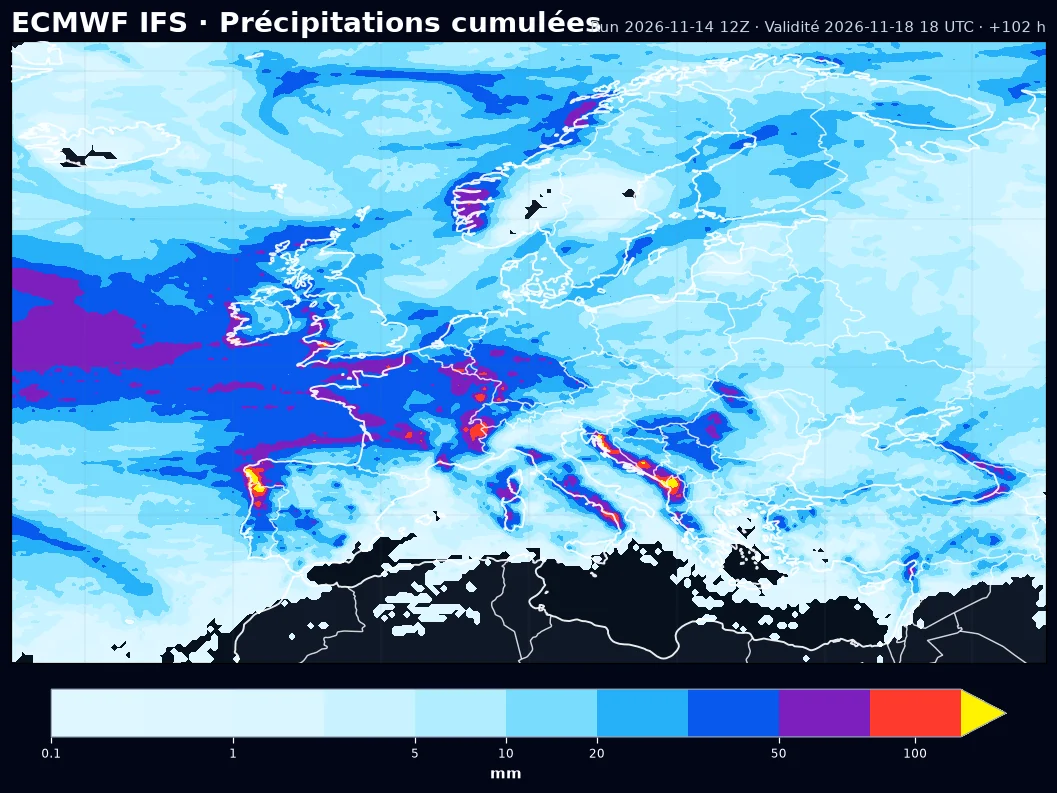 ECMWF IFS · Précipitations cumulées
Run 2026-11-14 12Z · Validité 2026-11-18 18 UTC · +102 h
0.1 1 5 10 20 50 100
mm